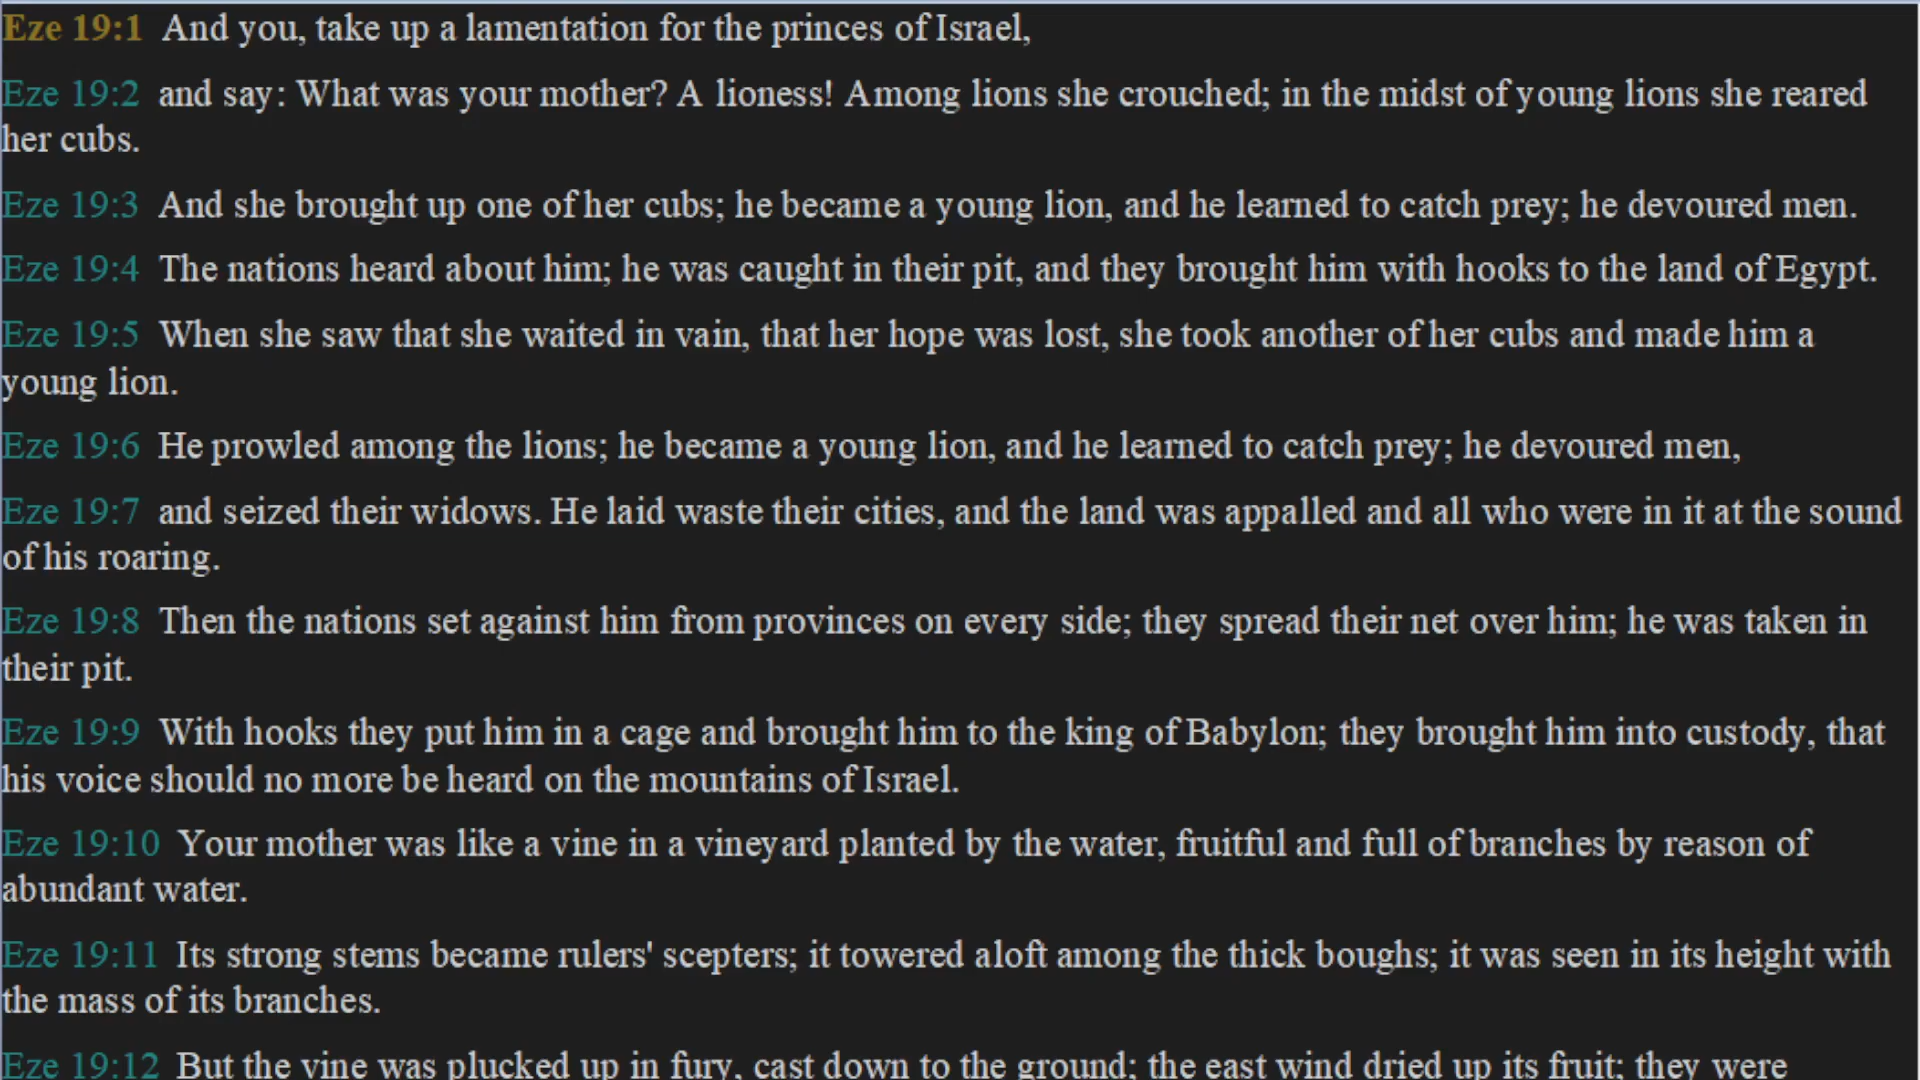 Eze 19:1 And you, take up a lamentation for the princes of Israel,
Eze 19:2 and say: What was your mother? A lioness! Among lions she crouched; in the midst of young lions she reared
her cubs.
Eze 19:3 And she brought up one of her cubs; he became a young lion, and he learned to catch prey; he devoured men.
Eze 19:4 The nations heard about him; he was caught in their pit, and they brought him with hooks to the land of Egypt.
Eze 19:5 When she saw that she waited in vain, that her hope was lost, she took another of her cubs and made him a
young lion.
Eze 19:6 He prowled among the lions; he became a young lion, and he learned to catch prey; he devoured men,
Eze 19:7 and seized their widows. He laid waste their cities, and the land was appalled and all who were in it at the sound
of his roaring.
Eze 19:8 Then the nations set against him from provinces on every side; they spread their net over him; he was taken in
their pit.
Eze 19:9 With hooks they put him in a cage and brought him to the king of Babylon; they brought him into custody, that
his voice should no more be heard on the mountains of Israel.
Eze 19:10 Your mother was like a vine in a vineyard planted by the water, fruitful and full of branches by reason of
abundant water.
Eze 19:11 Its strong stems became rulers' scepters; it towered aloft among the thick boughs; it was seen in its height with
the mass of its branches.
Eze 19:12 But the vine was plucked up in fury, cast down to the ground; the east wind dried up its fruit; they were